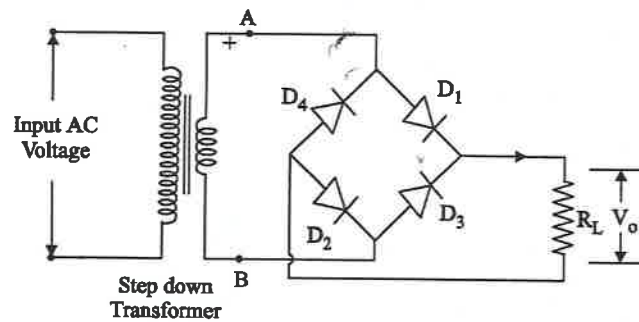 A
+
D4
D1
Input AC
Voltage
D2
D3
RL
Vo
B
Step down
Transformer